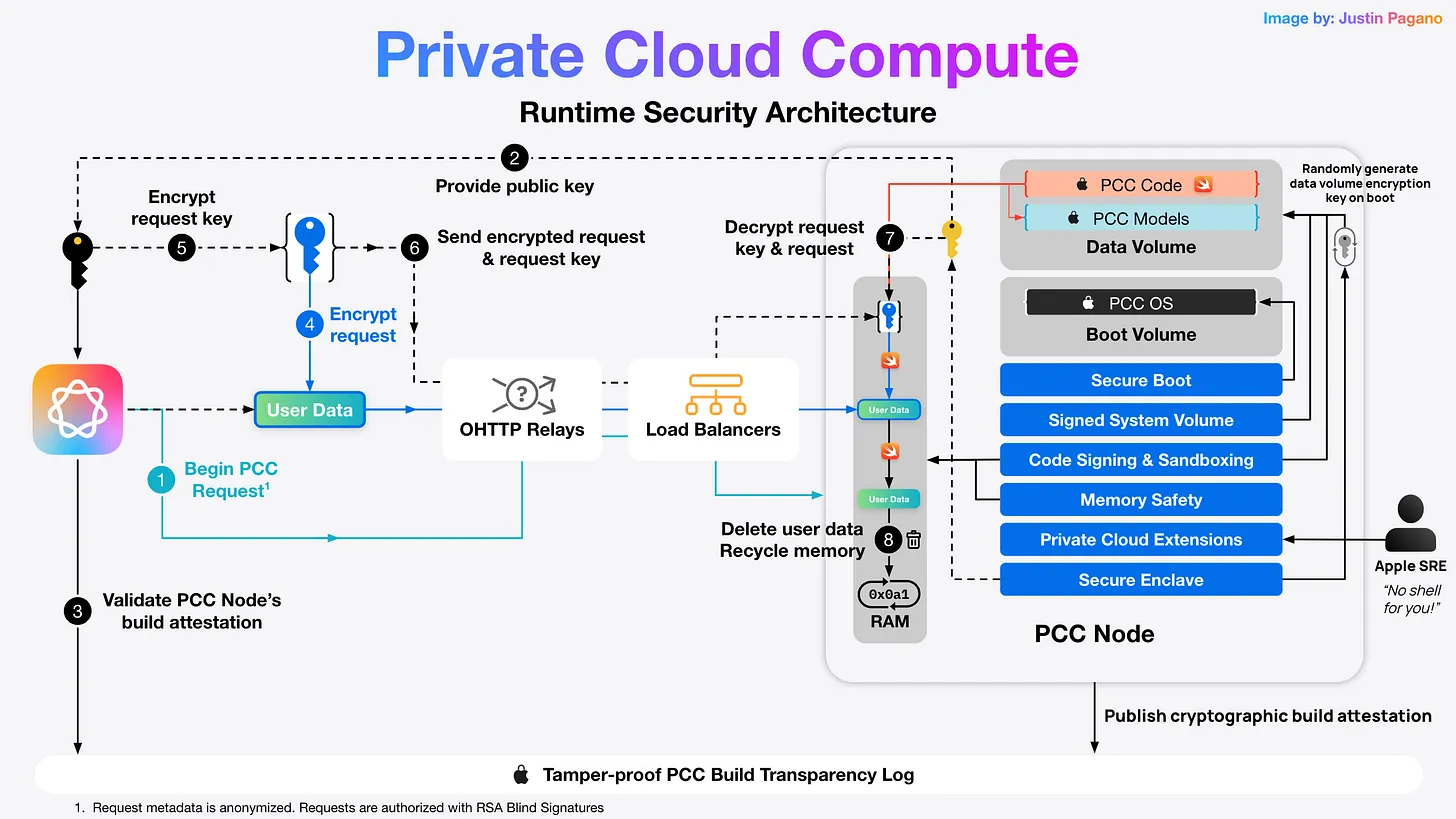 Image by: Justin Pagano
Private Cloud Compute
Runtime Security Architecture
2
Provide public key
Encrypt
request key
5
6
Send encrypted request
& request key
4
Encrypt
request
User Data
1
Begin PCC
Request¹
3
Validate PCC Node's
build attestation
?
OHTTP Relays
Load Balancers
Decrypt request
key & request
7
User Data
User Data
Delete user data
Recycle memory
8
0x0a1
RAM
PCC Code
PCC Models
Data Volume
PCC OS
Boot Volume
Secure Boot
Signed System Volume
Code Signing & Sandboxing
Memory Safety
Private Cloud Extensions
Secure Enclave
PCC Node
Randomly generate
data volume encryption
key on boot
Apple SRE
“No shell
for you!”
Publish cryptographic build attestation
Tamper-proof PCC Build Transparency Log
1. Request metadata is anonymized. Requests are authorized with RSA Blind Signatures